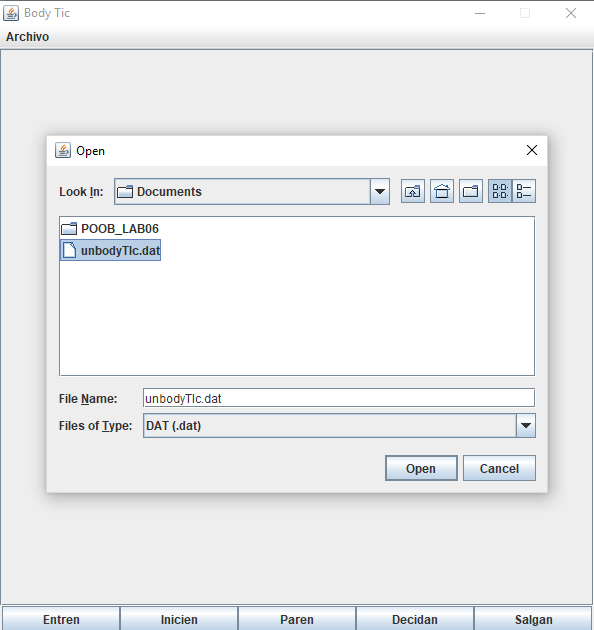 Body Tic
Archivo
Open
Look In: Documents
POOB_LAB06
unbodyTIc.dat
File Name: unbodyTIc.dat
Files of Type: DAT (.dat)
Open Cancel
Entren Inicien Paren Decidan Salgan